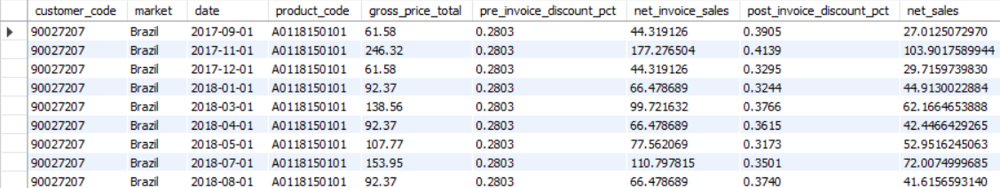 customer_code market date product_code gross_price_total pre_invoice_discount_pct net_invoice_sales post_invoice_discount_pct net_sales
90027207 Brazil 2017-09-01 A0118150101 61.58 0.2803 44.319126 0.3905 27.0125072970
90027207 Brazil 2017-11-01 A0118150101 246.32 0.2803 177.276504 0.4139 103.9017589944
90027207 Brazil 2017-12-01 A0118150101 61.58 0.2803 44.319126 0.3295 29.7159739830
90027207 Brazil 2018-01-01 A0118150101 92.37 0.2803 66.478689 0.3244 44.9130022884
90027207 Brazil 2018-03-01 A0118150101 138.56 0.2803 99.721632 0.3766 62.1664653888
90027207 Brazil 2018-04-01 A0118150101 92.37 0.2803 66.478689 0.3615 42.4466429265
90027207 Brazil 2018-05-01 A0118150101 107.77 0.2803 77.562069 0.3173 52.9516245063
90027207 Brazil 2018-07-01 A0118150101 153.95 0.2803 110.797815 0.3501 72.0074999685
90027207 Brazil 2018-08-01 A0118150101 92.37 0.2803 66.478689 0.3740 41.6156593140